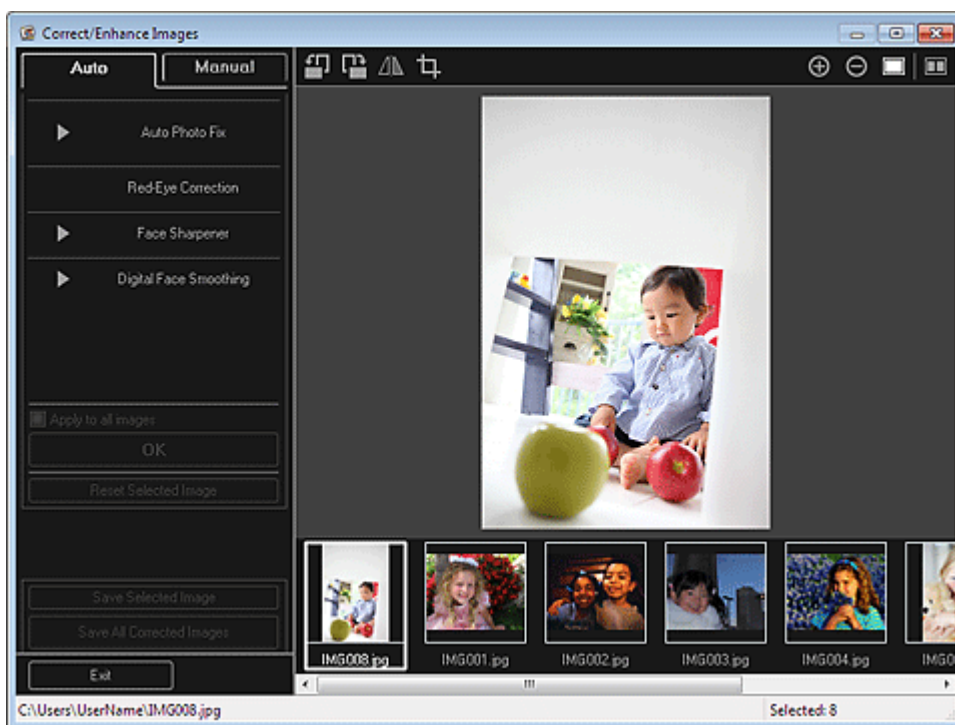 Correct/Enhance Images
Auto
Manual
Auto Photo Fix
Red-Eye Correction
Face Sharpener
Digital Face Smoothing
Apply to all images
OK
Reset Selected Image
Save Selected Image
Save All Corrected Images
Exit
IMG008.jpg
IMG001.jpg
IMG002.jpg
IMG003.jpg
IMG004.jpg
IMG0
C:\Users\UserName\IMG008.jpg
Selected: 8